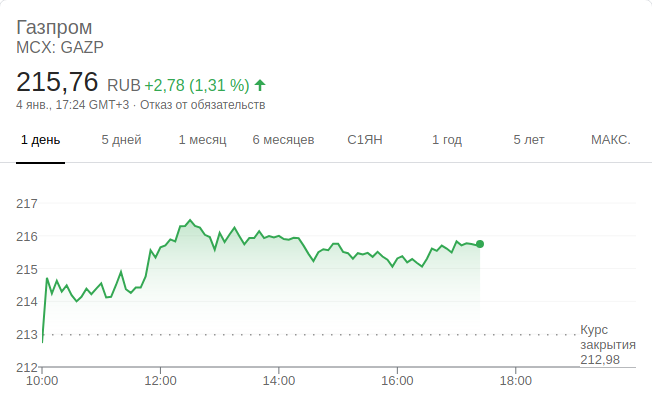 Газпром
MCX: GAZP
215,76 RUB +2,78 (1,31 %)
4 янв., 17:24 GMT+3 · Отказ от обязательств
1 день 5 дней 1 месяц 6 месяцев С1ЯН 1 год 5 лет МАКС.
217
216
215
214
213
Курс
закрытия
212,98
212
10:00 12:00 14:00 16:00 18:00